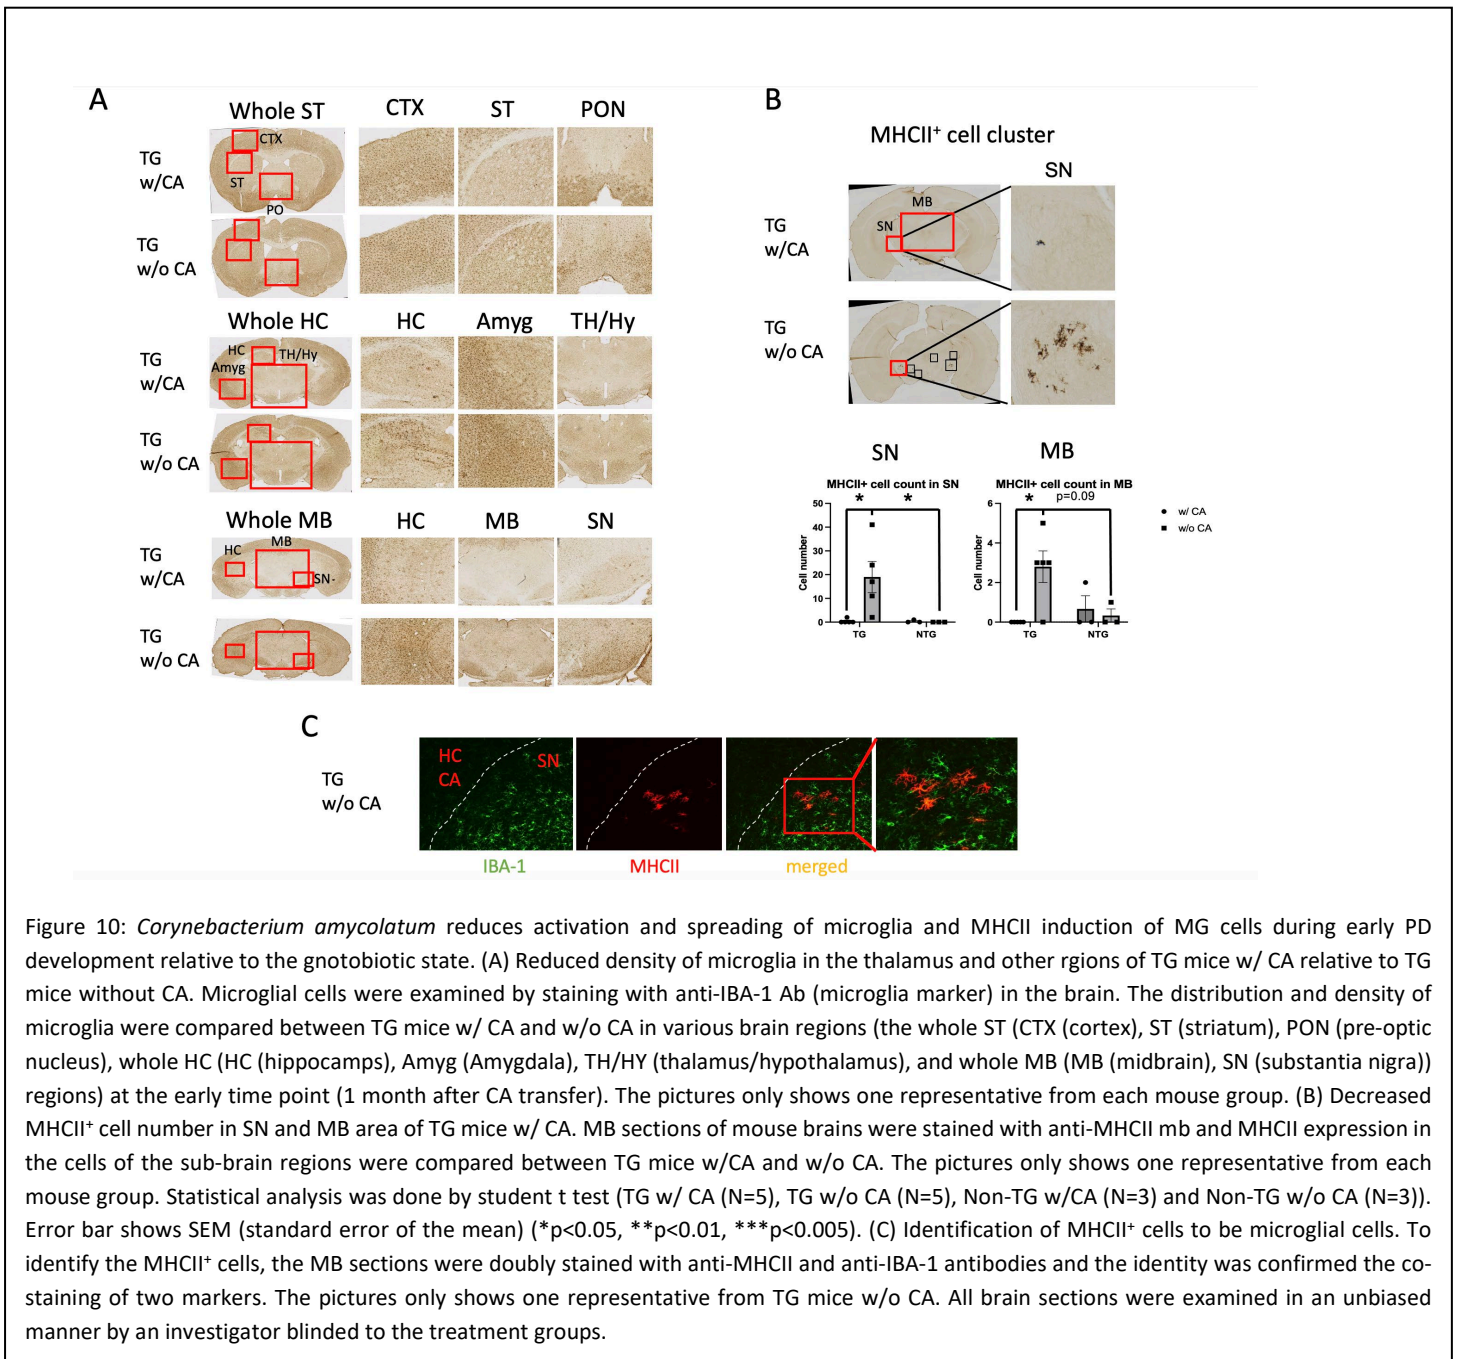 A
Whole ST
CTX
ST
PON
TG
w/CA
CTX
ST
PO
TG
w/o CA
Whole HC
HC
Amyg
TH/Hy
TG
w/CA
HC
TH/Hy
Amyg
TG
w/o CA
Whole MB
HC
MB
SN
TG
w/CA
HC
MB
SN-
TG
w/o CA
B
MHCII⁺ cell cluster
SN
TG
w/CA
MB
SN
TG
w/o CA
SN
MHCII+ cell count in SN
* *
50
40
30
20
10
0
Cell number
TG
NTG
MB
MHCII+ cell count in MB
* p=0.09
6
4
2
0
Cell number
TG
NTG
w/ CA
w/o CA
C
TG
w/o CA
HC
CA
SN
IBA-1
MHCII
merged
Figure 10: Corynebacterium amycolatum reduces activation and spreading of microglia and MHCII induction of MG cells during early PD
development relative to the gnotobiotic state. (A) Reduced density of microglia in the thalamus and other rgions of TG mice w/ CA relative to TG
mice without CA. Microglial cells were examined by staining with anti-IBA-1 Ab (microglia marker) in the brain. The distribution and density of
microglia were compared between TG mice w/ CA and w/o CA in various brain regions (the whole ST (CTX (cortex), ST (striatum), PON (pre-optic
nucleus), whole HC (HC (hippocamps), Amyg (Amygdala), TH/HY (thalamus/hypothalamus), and whole MB (MB (midbrain), SN (substantia nigra))
regions) at the early time point (1 month after CA transfer). The pictures only shows one representative from each mouse group. (B) Decreased
MHCII⁺ cell number in SN and MB area of TG mice w/ CA. MB sections of mouse brains were stained with anti-MHCII mb and MHCII expression in
the cells of the sub-brain regions were compared between TG mice w/CA and w/o CA. The pictures only shows one representative from each
mouse group. Statistical analysis was done by student t test (TG w/ CA (N=5), TG w/o CA (N=5), Non-TG w/CA (N=3) and Non-TG w/o CA (N=3)).
Error bar shows SEM (standard error of the mean) (*p<0.05, **p<0.01, ***p<0.005). (C) Identification of MHCII⁺ cells to be microglial cells. To
identify the MHCII⁺ cells, the MB sections were doubly stained with anti-MHCII and anti-IBA-1 antibodies and the identity was confirmed the co-
staining of two markers. The pictures only shows one representative from TG mice w/o CA. All brain sections were examined in an unbiased
manner by an investigator blinded to the treatment groups.